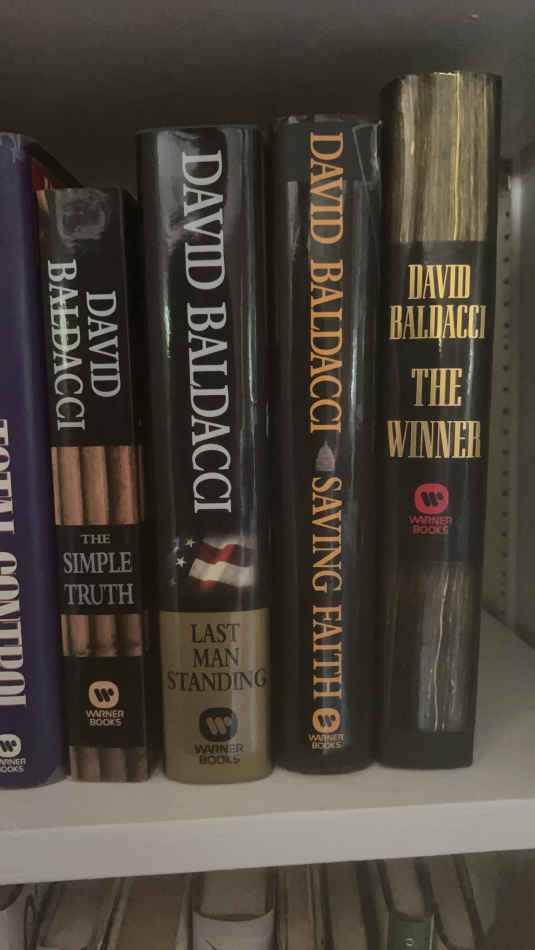 TOTAL CONTROL
WARNER
BOOKS
DAVID
BALDACCI
THE
SIMPLE
TRUTH
WARNER
BOOKS
DAVID BALDACCI
LAST
MAN
STANDING
WARNER
BOOKS
DAVID BALDACCI SAVING FAITH
WARNER
BOOKS
DAVID
BALDACCI
THE
WINNER
WARNER
BOOKS